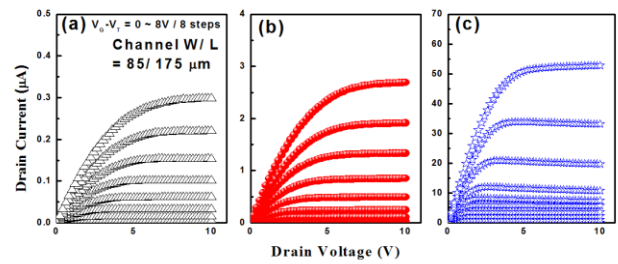 (a) V_G-V_T = 0 ~ 8V / 8 steps
Channel W/ L
= 85/ 175 µm
(b)
(c)
Drain Current (µA)
0.5
0.4
0.3
0.2
0.1
0.0
0 5 10
4
3
2
1
0
0 5 10
60
50
40
30
20
10
0
0 5 10
Drain Voltage (V)